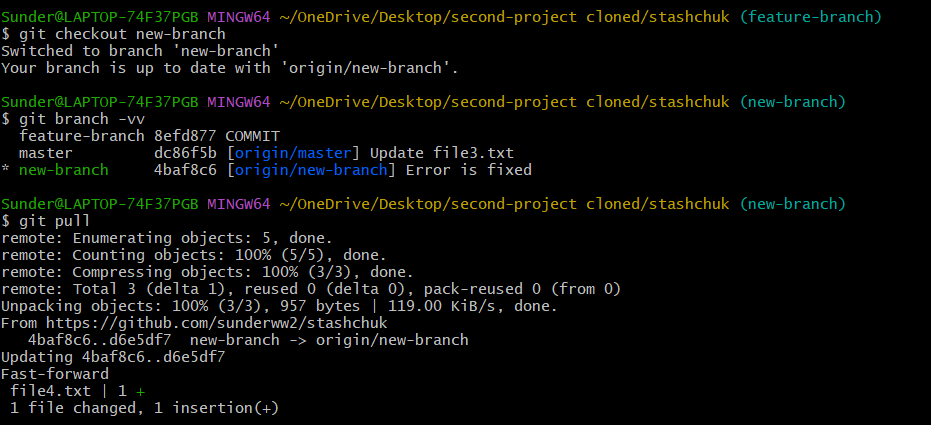 Sunder@LAPTOP-74F37PGB MINGW64 ~/OneDrive/Desktop/second-project cloned/stashchuk (feature-branch)
$ git checkout new-branch
Switched to branch 'new-branch'
Your branch is up to date with 'origin/new-branch'.
Sunder@LAPTOP-74F37PGB MINGW64 ~/OneDrive/Desktop/second-project cloned/stashchuk (new-branch)
$ git branch -vv
feature-branch 8efd877 COMMIT
master dc86f5b [origin/master] Update file3.txt
* new-branch 4baf8c6 [origin/new-branch] Error is fixed
Sunder@LAPTOP-74F37PGB MINGW64 ~/OneDrive/Desktop/second-project cloned/stashchuk (new-branch)
$ git pull
remote: Enumerating objects: 5, done.
remote: Counting objects: 100% (5/5), done.
remote: Compressing objects: 100% (3/3), done.
remote: Total 3 (delta 1), reused 0 (delta 0), pack-reused 0 (from 0)
Unpacking objects: 100% (3/3), 957 bytes | 119.00 KiB/s, done.
From https://github.com/sunderww2/stashchuk
4baf8c6..d6e5df7 new-branch -> origin/new-branch
Updating 4baf8c6..d6e5df7
Fast-forward
file4.txt | 1 +
1 file changed, 1 insertion(+)